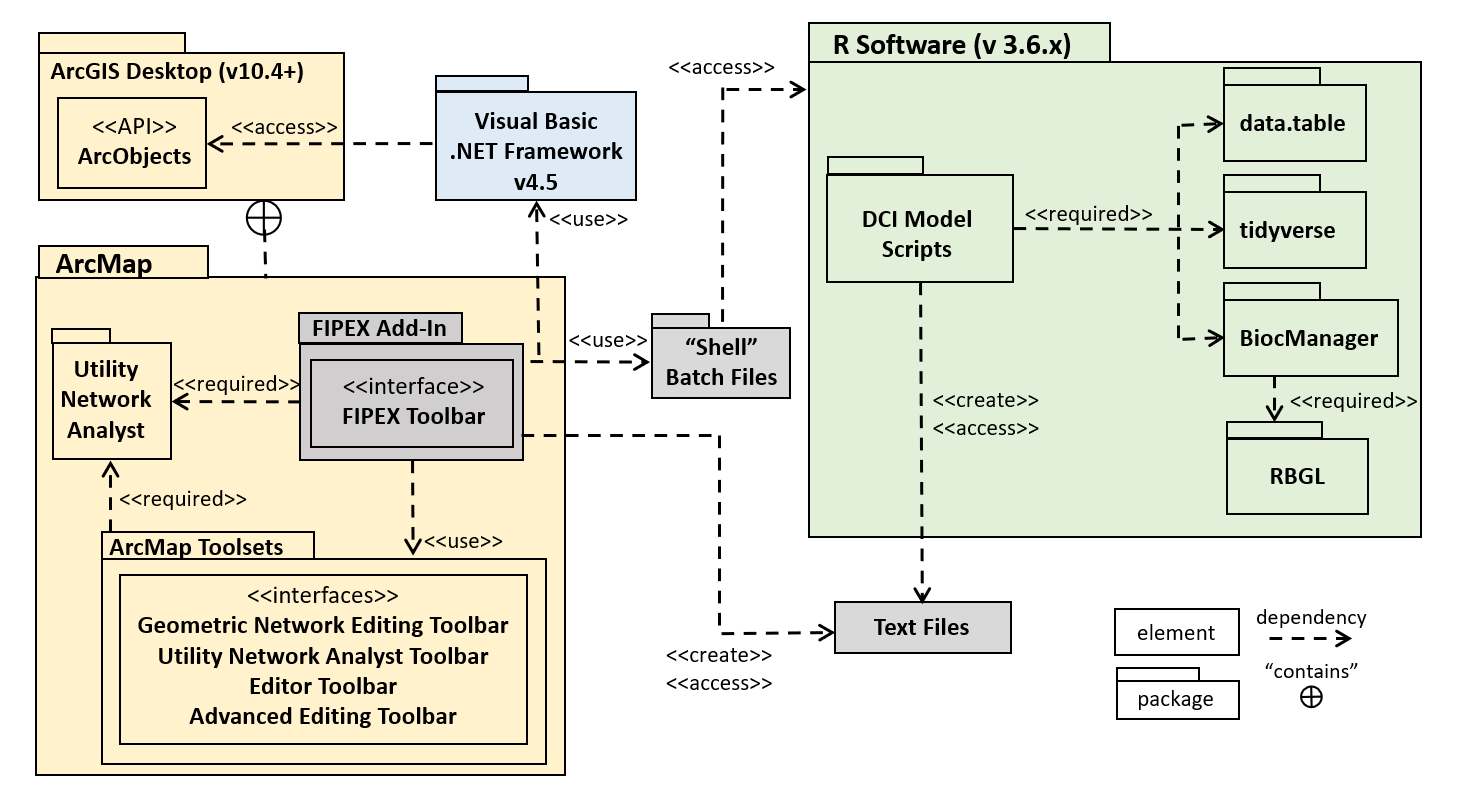 ArcGIS Desktop (v10.4+)
<<API>>
ArcObjects
<<access>>
Visual Basic
.NET Framework
v4.5
<<use>>
<<access>>
R Software (v 3.6.x)
data.table
DCI Model
Scripts
<<required>>
tidyverse
BiocManager
<<required>>
RBGL
<<create>>
<<access>>
ArcMap
FIPEX Add-In
<<interface>>
FIPEX Toolbar
<<use>>
“Shell”
Batch Files
Utility
Network
Analyst
<<required>>
<<required>>
<<use>>
ArcMap Toolsets
<<interfaces>>
Geometric Network Editing Toolbar
Utility Network Analyst Toolbar
Editor Toolbar
Advanced Editing Toolbar
<<create>>
<<access>>
Text Files
element
dependency
package
“contains”